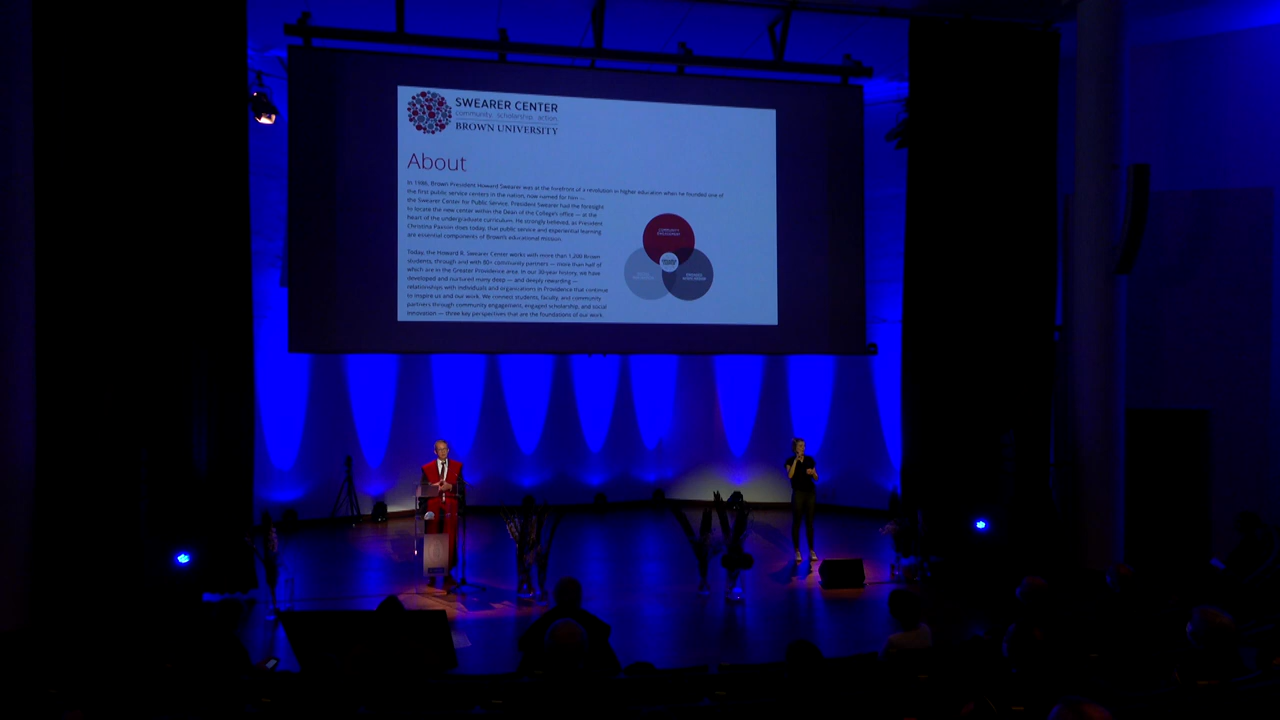 SWEARER CENTER
community. scholarship. action.
BROWN UNIVERSITY
About
In 1986, Brown President Howard Swearer was at the forefront of a revolution in higher education when he founded one of
the first public service centers in the nation, now named for him —
the Swearer Center for Public Service. President Swearer had the foresight
to locate the new center within the Dean of the College's office — at the
heart of the undergraduate curriculum. He strongly believed, as President
Christina Paxson does today, that public service and experiential learning
are essential components of Brown's educational mission.
Today, the Howard R. Swearer Center works with more than 1,200 Brown
students, through and with 80+ community partners — more than half of
which are in the Greater Providence area. In our 30-year history, we have
developed and nurtured many deep — and deeply rewarding —
relationships with individuals and organizations in Providence that continue
to inspire us and our work. We connect students, faculty, and community
partners through community engagement, engaged scholarship, and social
innovation — three key perspectives that are the foundations of our work.
COMMUNITY
ENGAGEMENT